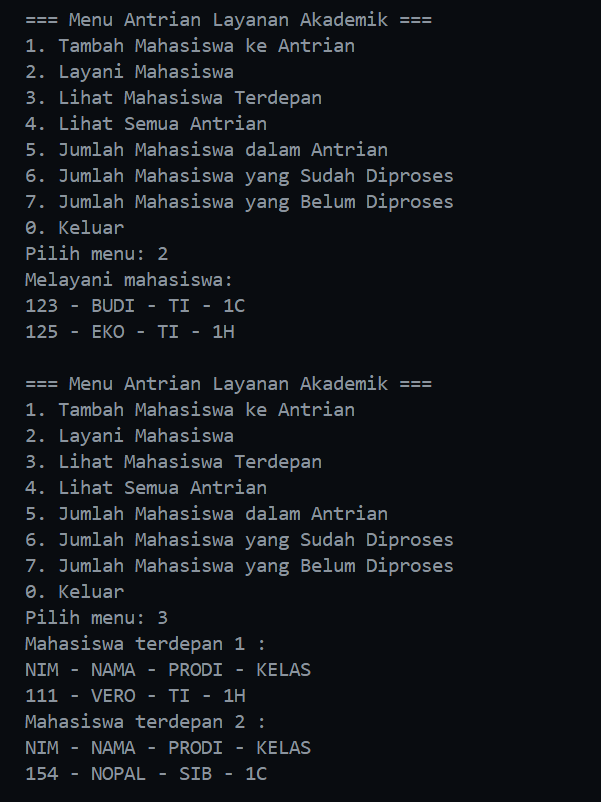 === Menu Antrian Layanan Akademik ===
1. Tambah Mahasiswa ke Antrian
2. Layani Mahasiswa
3. Lihat Mahasiswa Terdepan
4. Lihat Semua Antrian
5. Jumlah Mahasiswa dalam Antrian
6. Jumlah Mahasiswa yang Sudah Diproses
7. Jumlah Mahasiswa yang Belum Diproses
0. Keluar
Pilih menu: 2
Melayani mahasiswa:
123 - BUDI - TI - 1C
125 - EKO - TI - 1H

=== Menu Antrian Layanan Akademik ===
1. Tambah Mahasiswa ke Antrian
2. Layani Mahasiswa
3. Lihat Mahasiswa Terdepan
4. Lihat Semua Antrian
5. Jumlah Mahasiswa dalam Antrian
6. Jumlah Mahasiswa yang Sudah Diproses
7. Jumlah Mahasiswa yang Belum Diproses
0. Keluar
Pilih menu: 3
Mahasiswa terdepan 1 :
NIM - NAMA - PRODI - KELAS
111 - VERO - TI - 1H
Mahasiswa terdepan 2 :
NIM - NAMA - PRODI - KELAS
154 - NOPAL - SIB - 1C